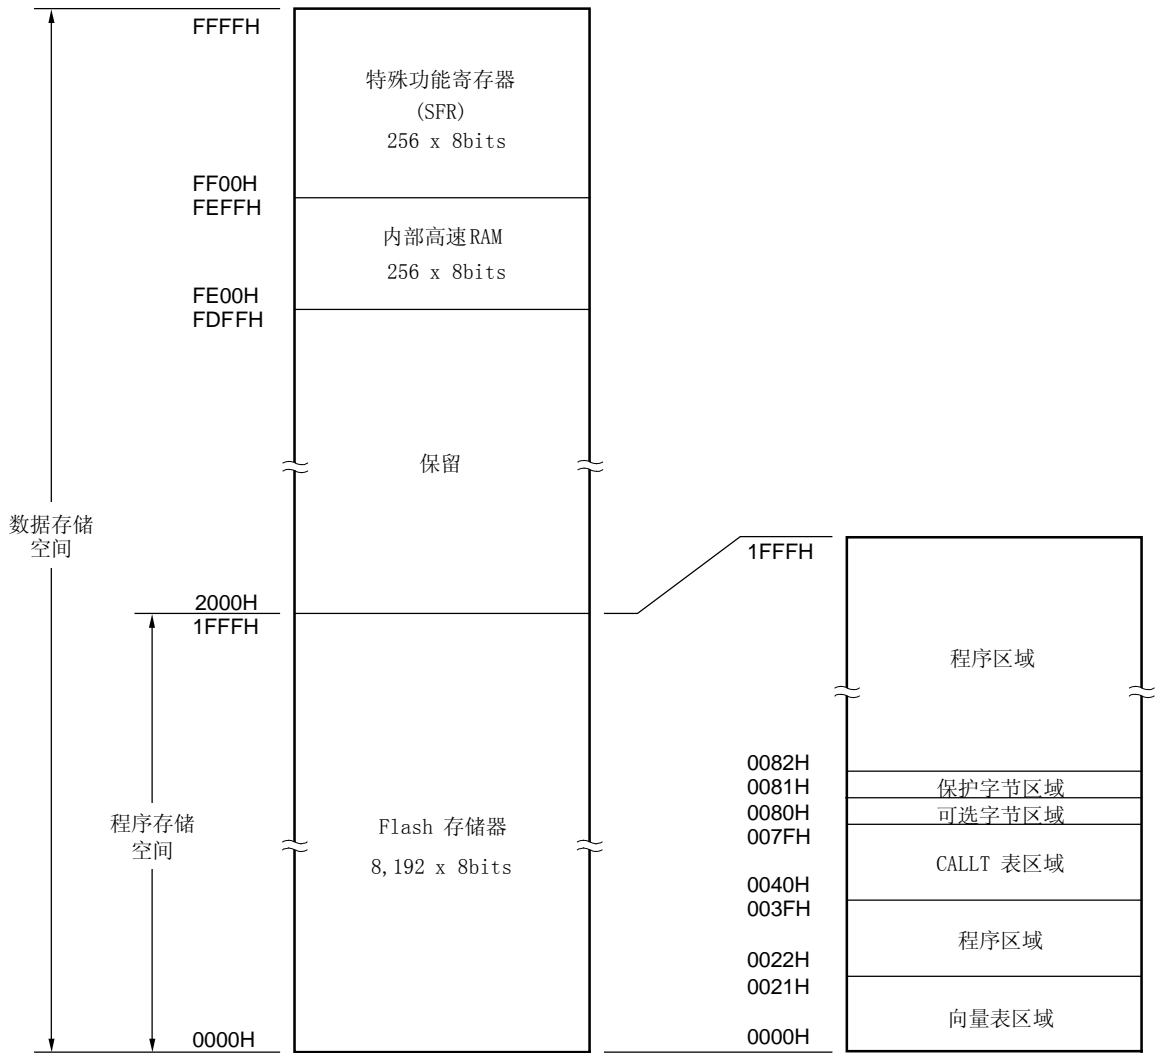 FFFFH
特殊功能寄存器
(SFR)
256 x 8bits
FF00H
FEFFH
内部高速RAM
256 x 8bits
FE00H
FDFFH
保留
数据存储
空间
2000H
1FFFH
程序存储
空间
Flash 存储器
8,192 x 8bits
0000H
1FFFH
程序区域
0082H
0081H
保护字节区域
0080H
可选字节区域
007FH
CALLT 表区域
0040H
003FH
程序区域
0022H
0021H
向量表区域
0000H